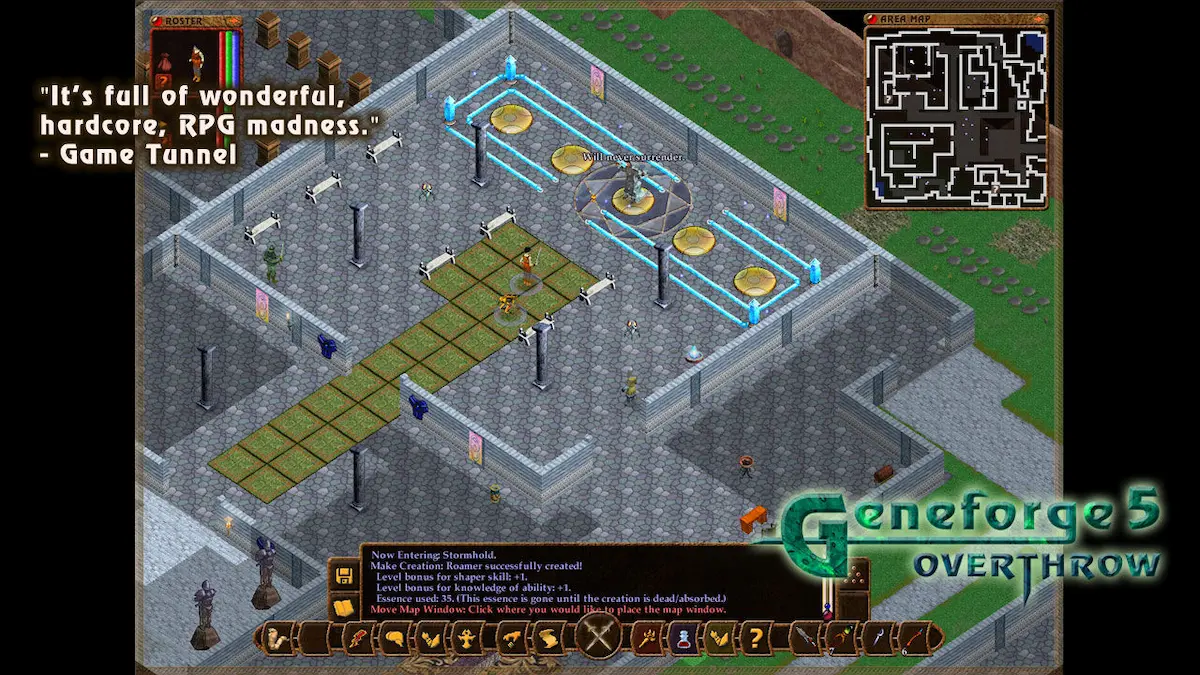 ROSTER
AREA MAP
"It's full of wonderful,
hardcore, RPG madness."
- Game Tunnel
Will never surrender.
Geneforge 5
OVERTHROW
Now Entering: Stormhold.
Make Creation: Roamer successfully created!
Level bonus for shaper skill: +1.
Level bonus for knowledge of ability: +1.
Essence used: 35. (This essence is gone until the creation is dead/absorbed.)
Move Map Window: Click where you would like to place the map window.
?
?
?
?
7
6